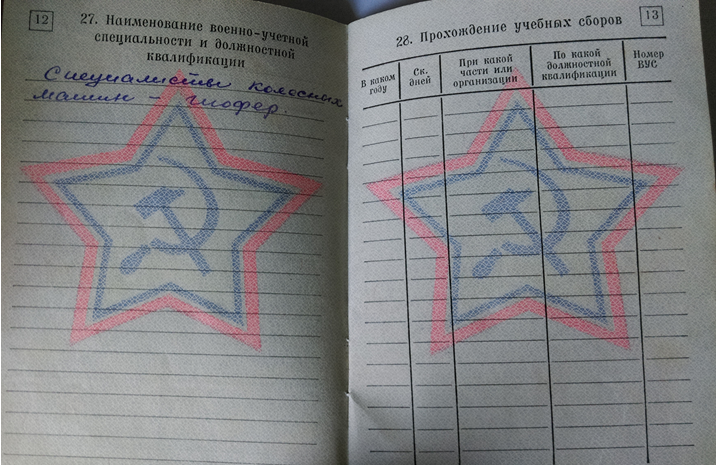 12
27. Наименование военно-учетной
специальности и должностной
квалификации
Специалисты колесных
машин - шофер.
28. Прохождение учебных сборов
13
В каком году
Ск. дней
При какой части или организации
По какой должностной квалификации
Номер ВУС